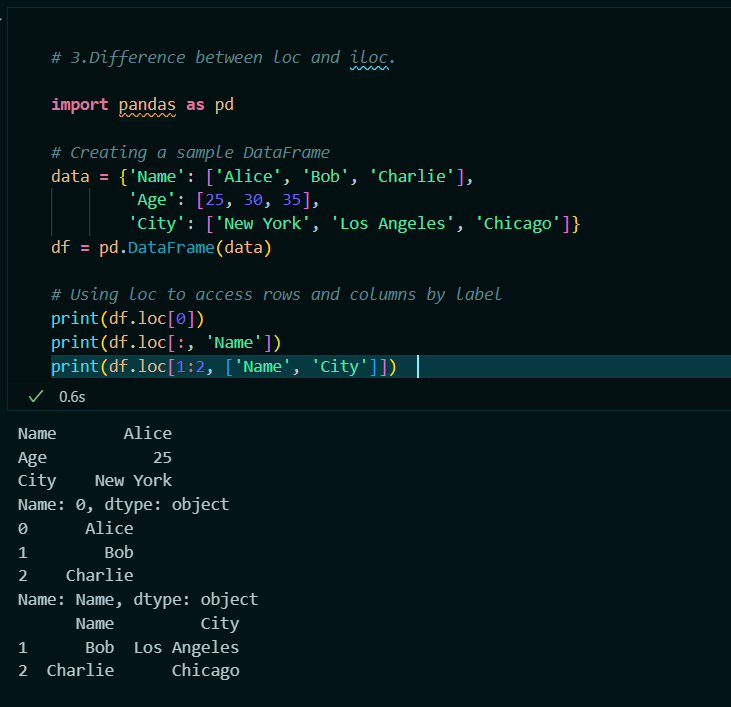 # 3.Difference between loc and iloc.
import pandas as pd
# Creating a sample DataFrame
data = {'Name': ['Alice', 'Bob', 'Charlie'],
        'Age': [25, 30, 35],
        'City': ['New York', 'Los Angeles', 'Chicago']}
df = pd.DataFrame(data)
# Using loc to access rows and columns by label
print(df.loc[0])
print(df.loc[:, 'Name'])
print(df.loc[1:2, ['Name', 'City']])
✓ 0.6s
Name       Alice
Age           25
City    New York
Name: 0, dtype: object
0      Alice
1        Bob
2    Charlie
Name: Name, dtype: object
      Name         City
1      Bob  Los Angeles
2  Charlie      Chicago